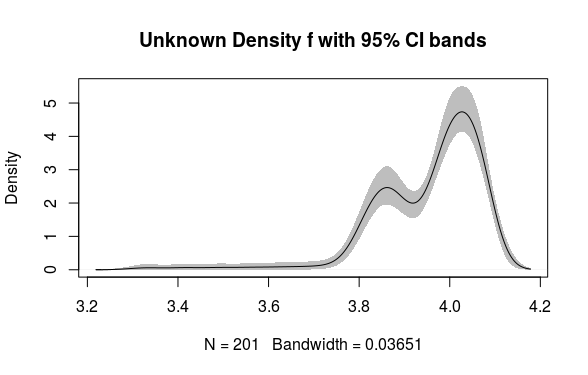 Unknown Density f with 95% CI bands
Density
5
4
3
2
1
0
3.2 3.4 3.6 3.8 4.0 4.2
N = 201 Bandwidth = 0.03651